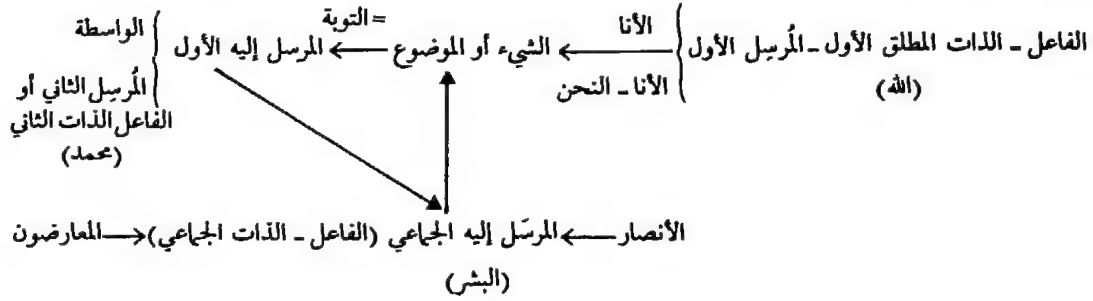 الفاعل - الذات المطلق الأول - المُرسِل الأول
(الله)
الأنا
الأنا - النحن
الشيء أو الموضوع
= التوبة
المرسل إليه الأول
الواسطة
المُرسِل الثاني أو
الفاعل الذات الثاني
(محمد)
الأنصار
المرسَل إليه الجماعي (الفاعل - الذات الجماعي)
المعارضون
(البشر)